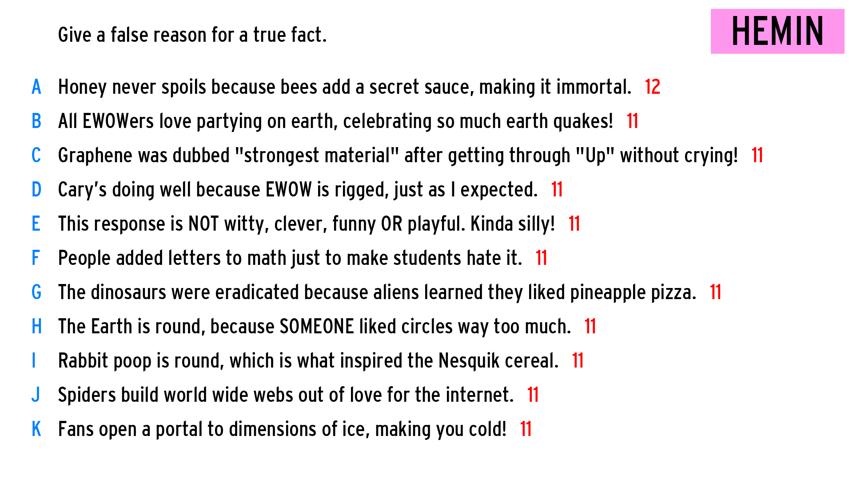 Give a false reason for a true fact.
HEMIN
A Honey never spoils because bees add a secret sauce, making it immortal. 12
B All EWOWers love partying on earth, celebrating so much earth quakes! 11
C Graphene was dubbed "strongest material" after getting through "Up" without crying! 11
D Cary's doing well because EWOW is rigged, just as I expected. 11
E This response is NOT witty, clever, funny OR playful. Kinda silly! 11
F People added letters to math just to make students hate it. 11
G The dinosaurs were eradicated because aliens learned they liked pineapple pizza. 11
H The Earth is round, because SOMEONE liked circles way too much. 11
I Rabbit poop is round, which is what inspired the Nesquik cereal. 11
J Spiders build world wide webs out of love for the internet. 11
K Fans open a portal to dimensions of ice, making you cold! 11